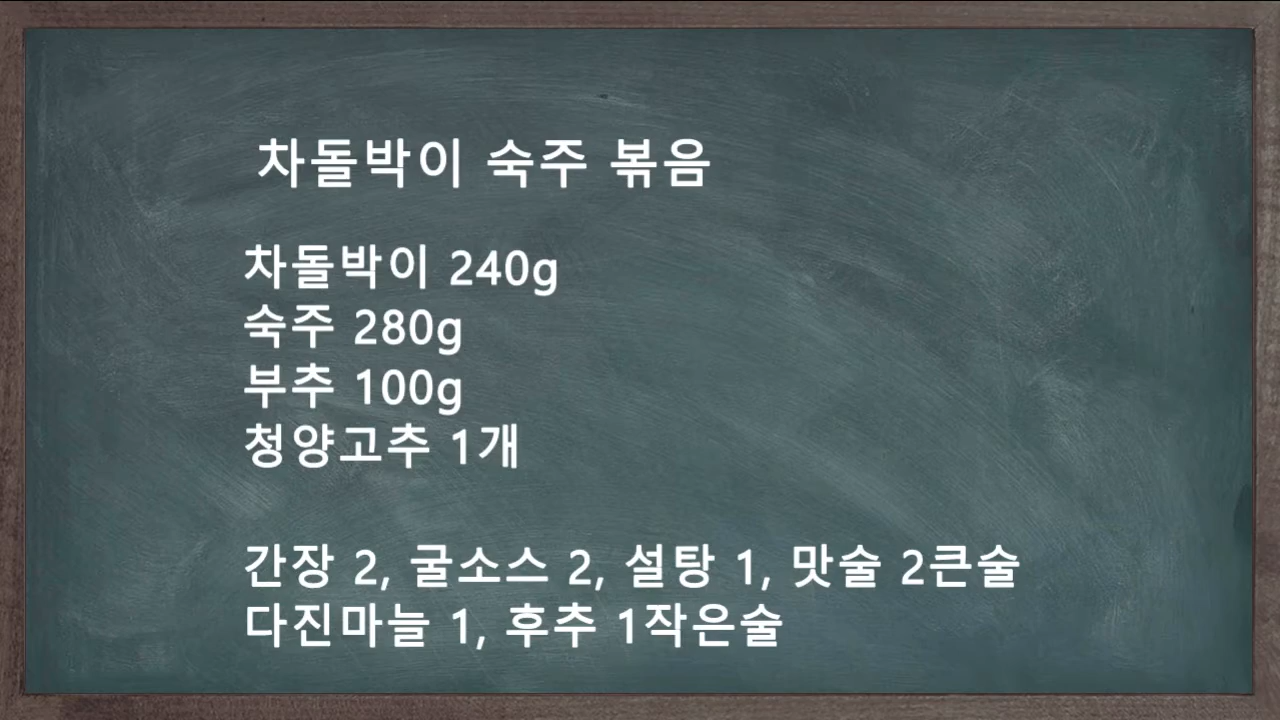 차돌박이 숙주 볶음
차돌박이 240g
숙주 280g
부추 100g
청양고추 1개
간장 2, 굴소스 2, 설탕 1, 맛술 2큰술
다진마늘 1, 후추 1작은술